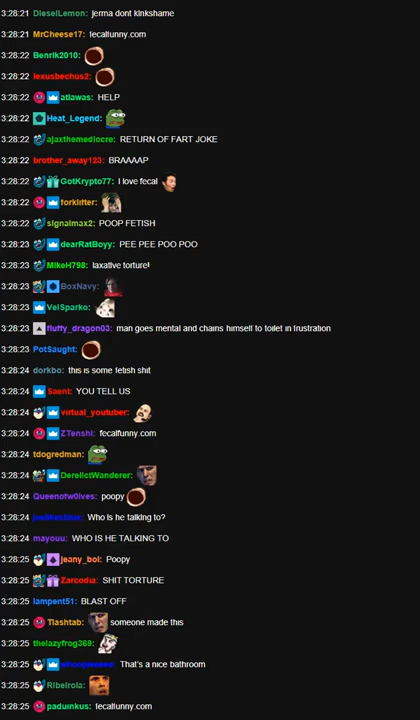 3:28:21 DieselLemon: jerma dont kinkshame
3:28:21 MrCheese17: fecalfunny.com
3:28:22 Benrik2010:
3:28:22 lexusbechus2:
3:28:22 atlawas: HELP
3:28:22 Heat_Legend:
3:28:22 ajaxthemediocre: RETURN OF FART JOKE
3:28:22 brother_away123: BRAAAAP
3:28:22 GotKrypto77: I love fecal
3:28:22 forklifter:
3:28:22 signalmax2: POOP FETISH
3:28:23 dearRatBoyy: PEE PEE POO POO
3:28:23 MikeH798: laxative torture!
3:28:23 BoxNavy:
3:28:23 VelSparko:
3:28:23 fluffy_dragon03: man goes mental and chains himself to toilet in frustration
3:28:23 PotSaught:
3:28:24 dorkbo: this is some fetish shit
3:28:24 Saent: YOU TELL US
3:28:24 virtual_youtuber:
3:28:24 ZTenshi: fecalfunny.com
3:28:24 tdogredman:
3:28:24 DerelictWanderer:
3:28:24 Queenofw0lves: poopy
3:28:24 Who is he talking to?
3:28:24 mayouu: WHO IS HE TALKING TO
3:28:25 jeany_boi: Poopy
3:28:25 Zarcodia: SHIT TORTURE
3:28:25 lampent51: BLAST OFF
3:28:25 Tlashtab: someone made this
3:28:25 thelazyfrog369:
3:28:25 That's a nice bathroom
3:28:25 Ribelrola:
3:28:25 paduinkus: fecalfunny.com